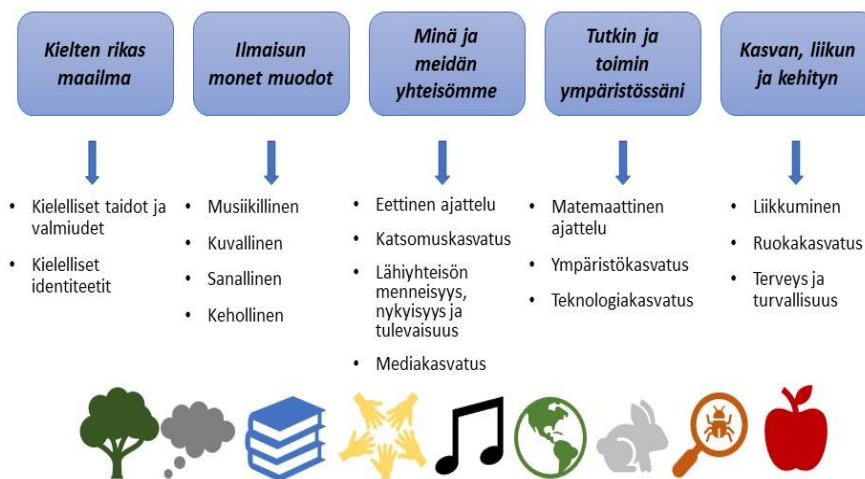 Kielten rikas
maailma
Ilmaisun
monet muodot
Minä ja
meidän
yhteisömme
Tutkin ja
toimin
ympäristössäni
Kasvan, liikun
ja kehityn
• Kielelliset taidot ja
valmiudet
• Kielelliset
identiteetit
• Musiikillinen
• Kuvallinen
• Sanallinen
• Kehollinen
• Eettinen ajattelu
• Katsomuskasvatus
• Lähiyhteisön
menneisyys,
nykyisyys ja
tulevaisuus
• Mediakasvatus
• Matemaattinen
ajattelu
• Ympäristökasvatus
• Teknologiakasvatus
• Liikkuminen
• Ruokakasvatus
• Terveys ja
turvallisuus